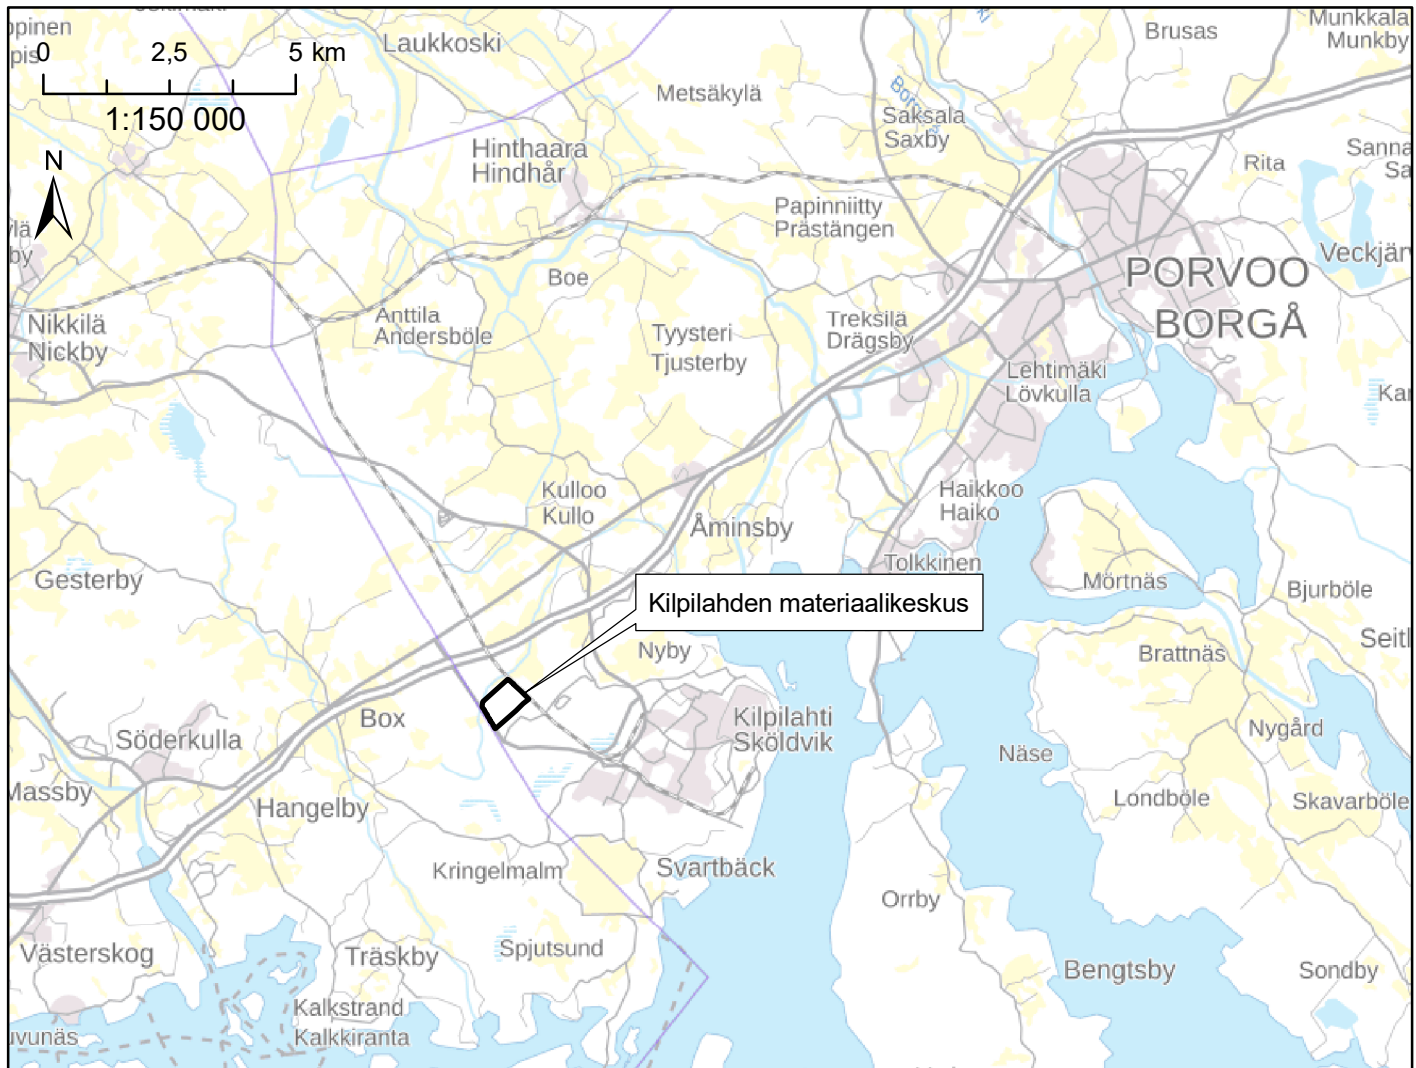 Laukkoski
Brusas
Munkkala
Munkby
0 2,5 5 km
1:150 000
N
Metsäkylä
Saksala
Saxby
Hinthaara
Hindhår
Rita
Papinniitty
Prästängen
Boe
PORVOO
BORGÅ
Nikkilä
Nickby
Anttila
Andersböle
Tyysteri
Tjusterby
Treksilä
Drägsby
Lehtimäki
Lövkulla
Kulloo
Kullo
Haikkoo
Haiko
Åminsby
Tolkkinen
Gesterby
Mörtnäs
Bjurböle
Kilpilahden materiaalikeskus
Nyby
Brattnäs
Box
Kilpilahti
Sköldvik
Söderkulla
Näse
Nygård
Massby
Hangelby
Londböle
Skavarböle
Kringelmalm
Svartbäck
Orrby
Västerskog
Träskby
Spjutsund
Bengtsby
Sondby
Kalkstrand
Kalkkiranta